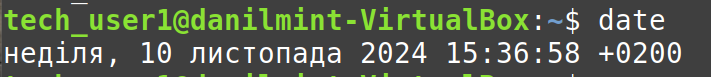 tech_user1@danilmint-VirtualBox:~$ date
неділя, 10 листопада 2024 15:36:58 +0200